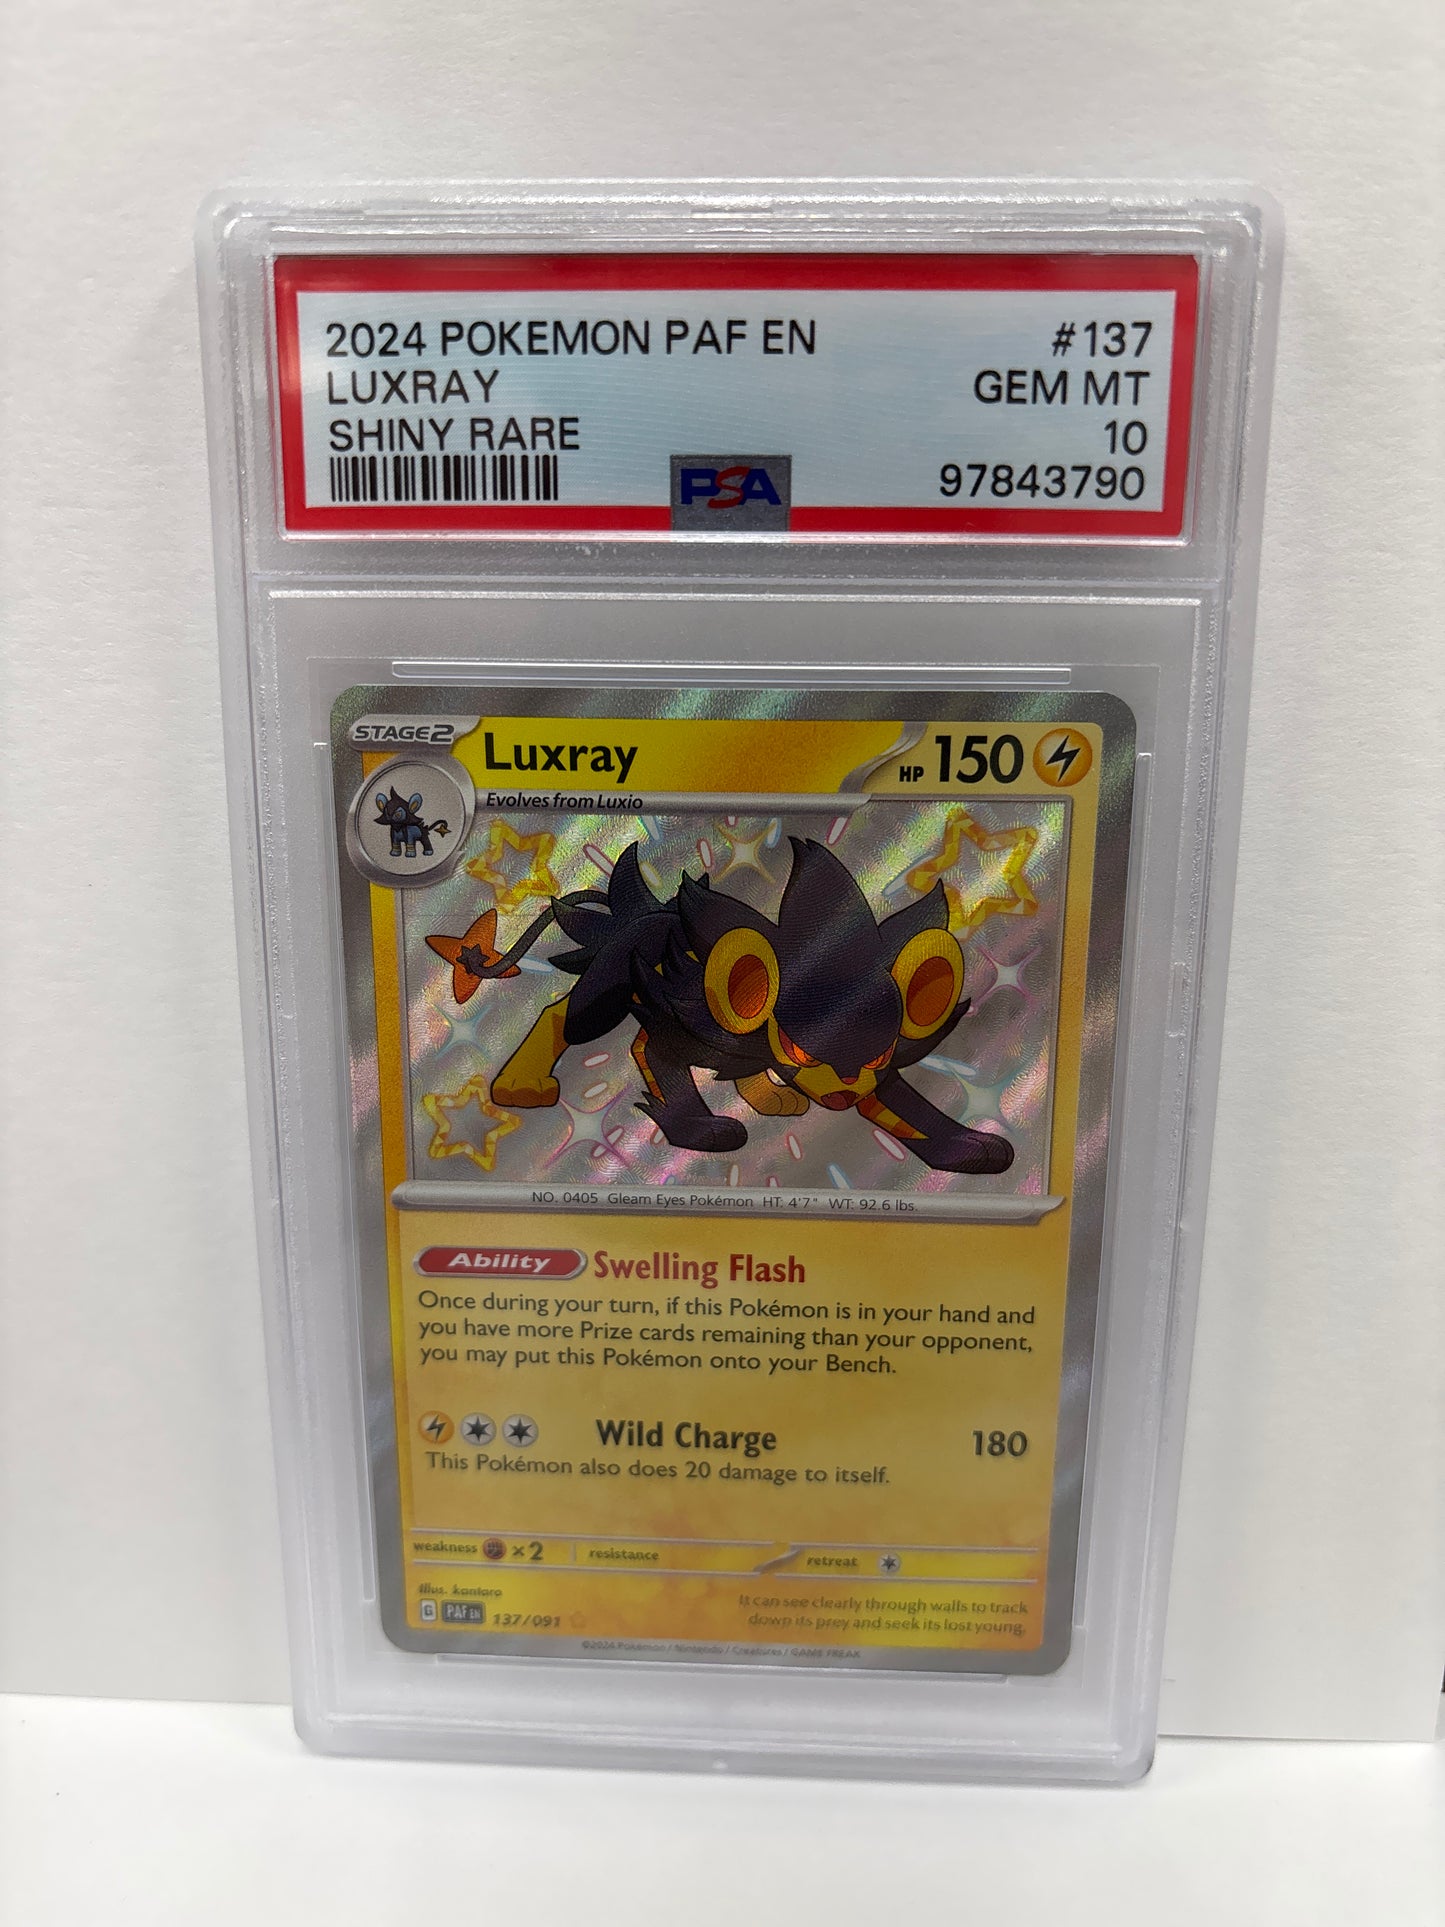 2024 POKEMON PAF EN #137
LUXRAY GEM MT
SHINY RARE 10
PSA 97843790
STAGE2 Luxray HP 150
Evolves from Luxio
NO. 0405 Gleam Eyes Pokémon HT: 4'7" WT: 92.6 lbs.
Ability Swelling Flash
Once during your turn, if this Pokémon is in your hand and
you have more Prize cards remaining than your opponent,
you may put this Pokémon onto your Bench.
Wild Charge 180
This Pokémon also does 20 damage to itself.
weakness ×2 resistance retreat
Illus. kantaro
It can see clearly through walls to track
down its prey and seek its lost young.
G PAF EN 137/091
©2024 Pokémon / Nintendo / Creatures / GAME FREAK